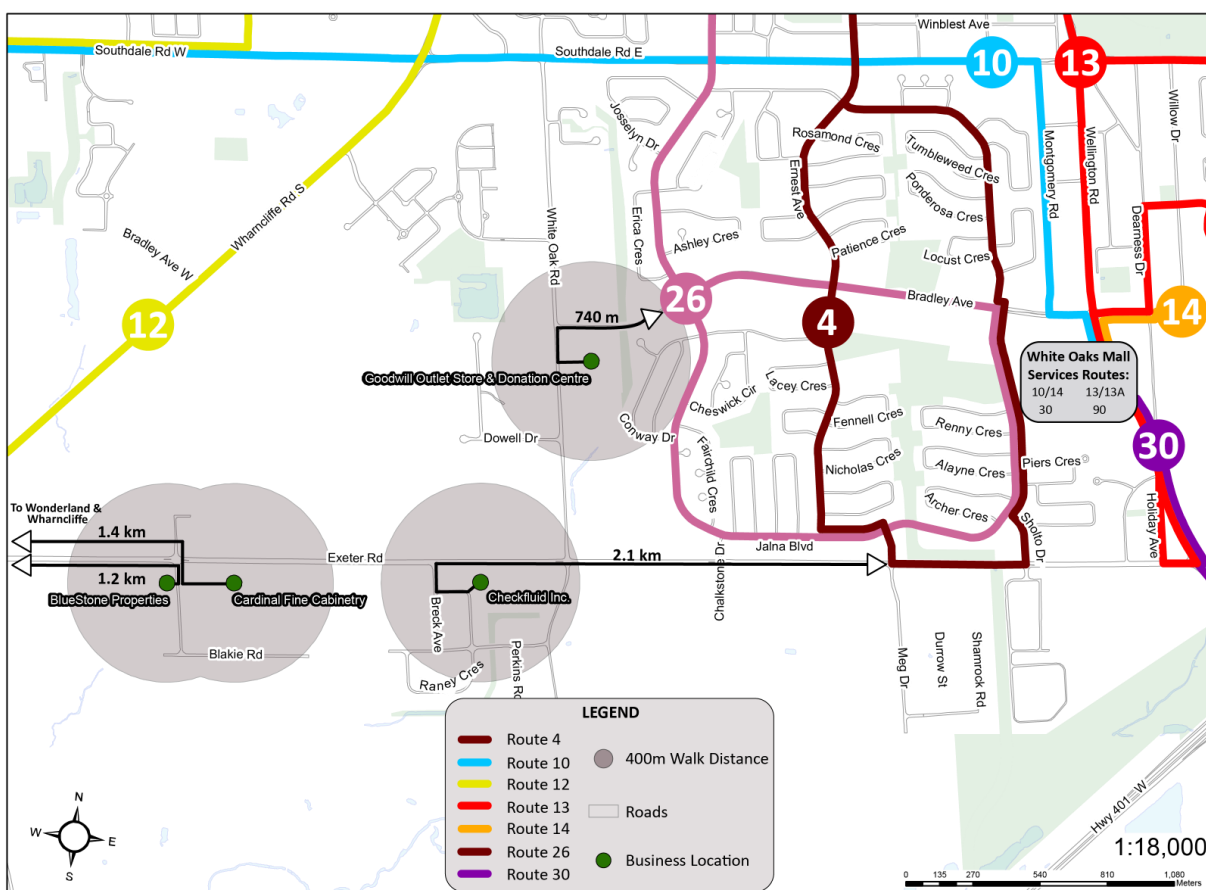 Winblest Ave
Southdale Rd W
Southdale Rd E
10
13
Willow Dr
Josselyn Dr
Rosamond Cres
Tumbleweed Cres
Montgomery Rd
Wellington Rd
Ernest Ave
Ponderosa Cres
White Oak Rd
Erica Cres
Dearness Dr
Wharncliffe Rd S
Bradley Ave W
Ashley Cres
Patience Cres
Locust Cres
26
Bradley Ave
12
740 m
4
14
White Oaks Mall
Services Routes:
10/14 13/13A
30 90
Goodwill Outlet Store & Donation Centre
Lacey Cres
Cheswick Cir
Conway Dr
Fennell Cres
Renny Cres
Dowell Dr
30
Fairchild Cres
Nicholas Cres
Alayne Cres
Piers Cres
Archer Cres
Holiday Ave
Sholto Dr
To Wonderland &
Wharncliffe
1.4 km
Jalna Blvd
Exeter Rd
2.1 km
Chalkstone Dr
1.2 km
BlueStone Properties
Cardinal Fine Cabinetry
Checkfluid Inc.
Breck Ave
Blakie Rd
Perkins Rd
Raney Cres
Meg Dr
Durrow St
Shamrock Rd
LEGEND
Route 4
Route 10
Route 12
Route 13
Route 14
Route 26
Route 30
400m Walk Distance
Roads
Business Location
Hwy 401 W
N
W
E
S
1:18,000
0 135 270 540 810 1,080
Meters